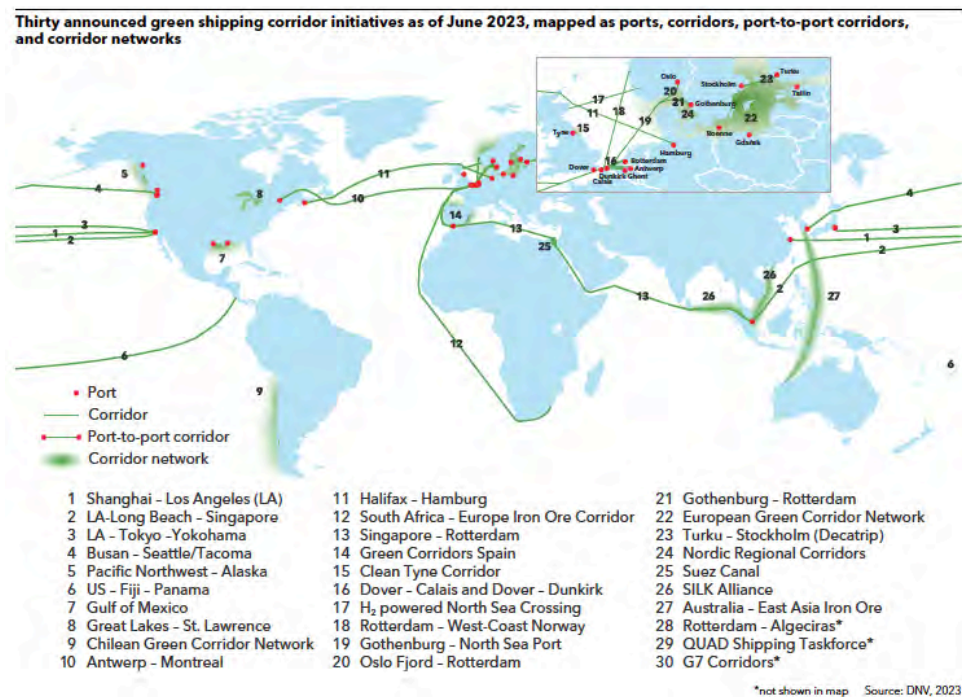 Thirty announced green shipping corridor initiatives as of June 2023, mapped as ports, corridors, port-to-port corridors,
and corridor networks
Oslo
20
21
Gothenburg
24
Stockholm
23
Turku
Tallin
22
Roenne
Gdańsk
17
11
18
19
Tyne
15
Hamburg
16
Rotterdam
Dover
Antwerp
Dunkirk
Ghent
Calais
5
4
11
8
10
3
1
2
7
14
13
25
4
3
1
2
26
2
13
26
27
6
12
6
9
Port
Corridor
Port-to-port corridor
Corridor network
1 Shanghai – Los Angeles (LA)
2 LA-Long Beach – Singapore
3 LA – Tokyo –Yokohama
4 Busan – Seattle/Tacoma
5 Pacific Northwest – Alaska
6 US – Fiji – Panama
7 Gulf of Mexico
8 Great Lakes – St. Lawrence
9 Chilean Green Corridor Network
10 Antwerp – Montreal
11 Halifax – Hamburg
12 South Africa – Europe Iron Ore Corridor
13 Singapore – Rotterdam
14 Green Corridors Spain
15 Clean Tyne Corridor
16 Dover – Calais and Dover – Dunkirk
17 H₂ powered North Sea Crossing
18 Rotterdam – West-Coast Norway
19 Gothenburg – North Sea Port
20 Oslo Fjord – Rotterdam
21 Gothenburg – Rotterdam
22 European Green Corridor Network
23 Turku – Stockholm (Decatrip)
24 Nordic Regional Corridors
25 Suez Canal
26 SILK Alliance
27 Australia – East Asia Iron Ore
28 Rotterdam – Algeciras*
29 QUAD Shipping Taskforce*
30 G7 Corridors*
*not shown in map Source: DNV, 2023